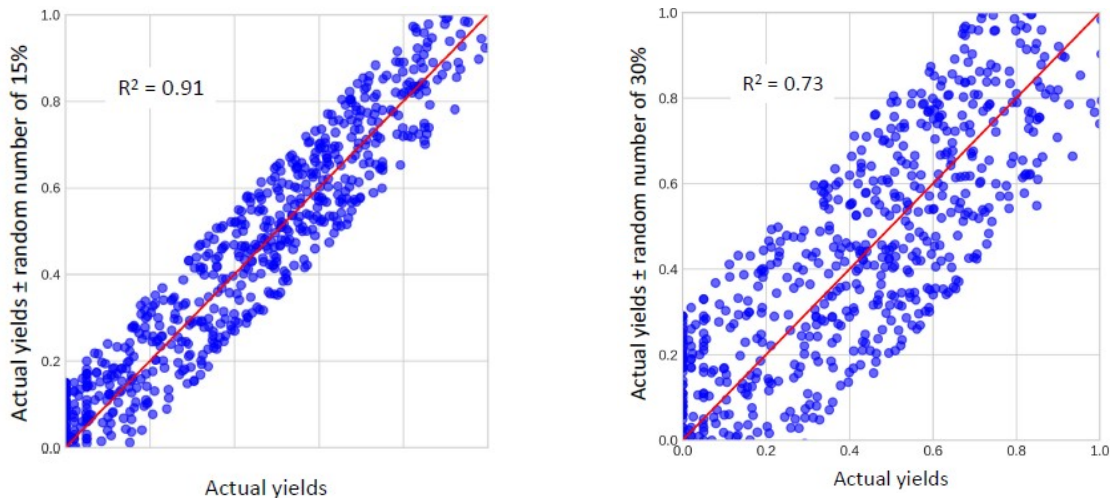 Actual yields ± random number of 15%
1.0
0.8
0.6
0.4
0.2
0.0
R² = 0.91
Actual yields
Actual yields ± random number of 30%
1.0
0.8
0.6
0.4
0.2
0.0
R² = 0.73
0.0 0.2 0.4 0.6 0.8 1.0
Actual yields